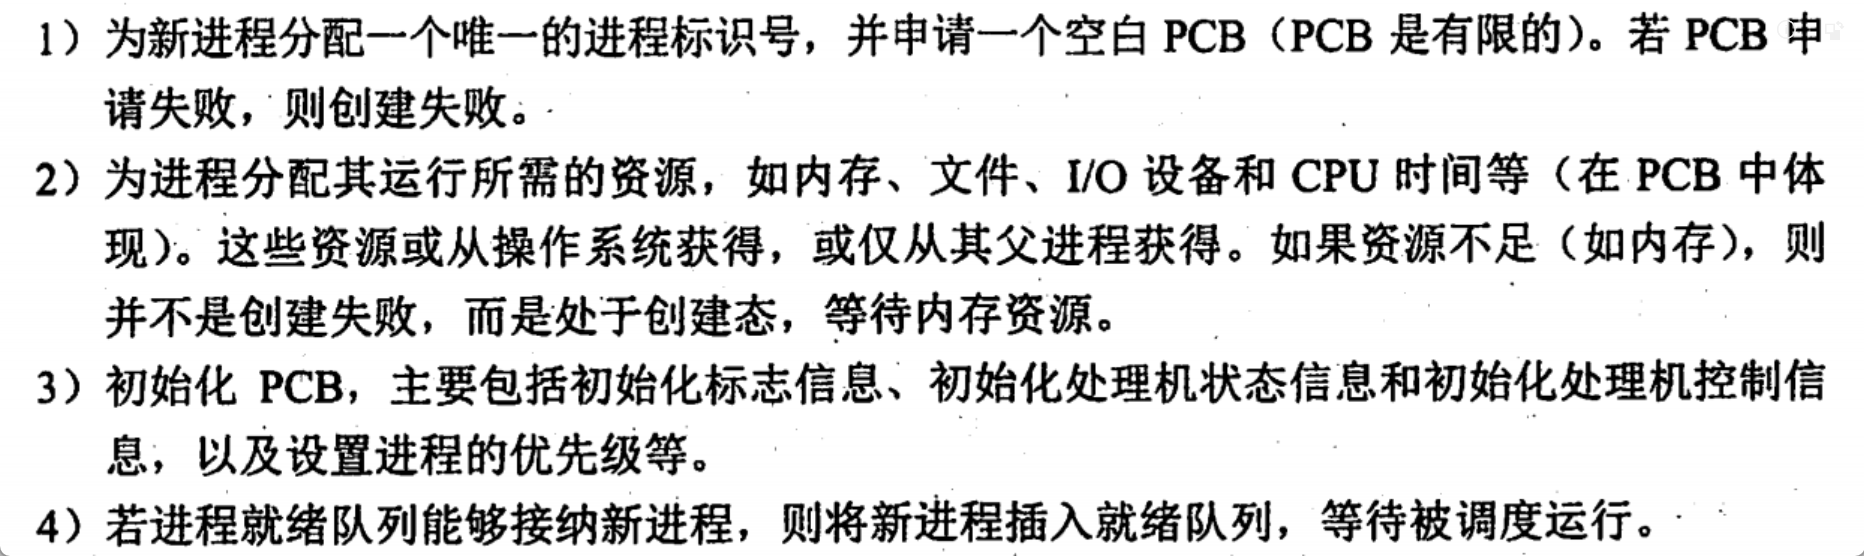 1）为新进程分配一个唯一的进程标识号，并申请一个空白 PCB（PCB 是有限的）。若 PCB 申
请失败，则创建失败。
2）为进程分配其运行所需的资源，如内存、文件、I/O 设备和 CPU 时间等（在 PCB 中体
现）。这些资源或从操作系统获得，或仅从其父进程获得。如果资源不足（如内存），则
并不是创建失败，而是处于创建态，等待内存资源。
3）初始化 PCB，主要包括初始化标志信息、初始化处理机状态信息和初始化处理机控制信
息，以及设置进程的优先级等。
4）若进程就绪队列能够接纳新进程，则将新进程插入就绪队列，等待被调度运行。